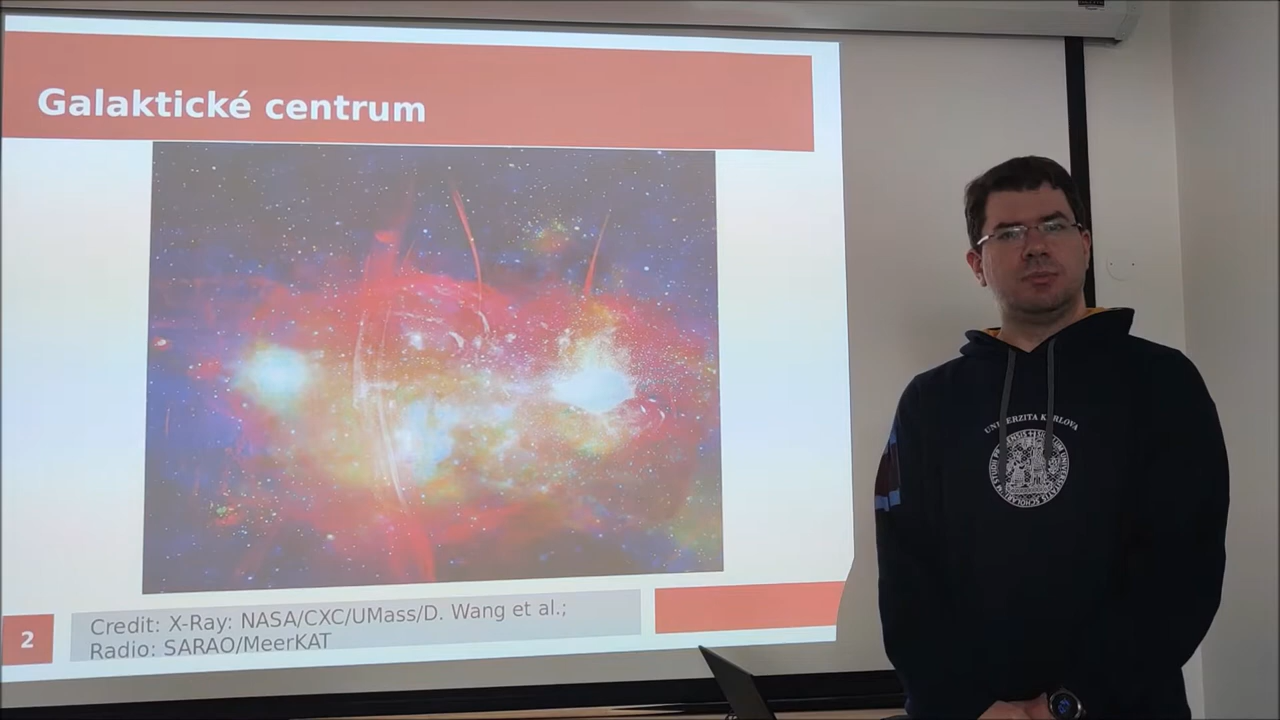 Galaktické centrum
UNIVERZITA KARLOVA
2
Credit: X-Ray: NASA/CXC/UMass/D. Wang et al.;
Radio: SARAO/MeerKAT